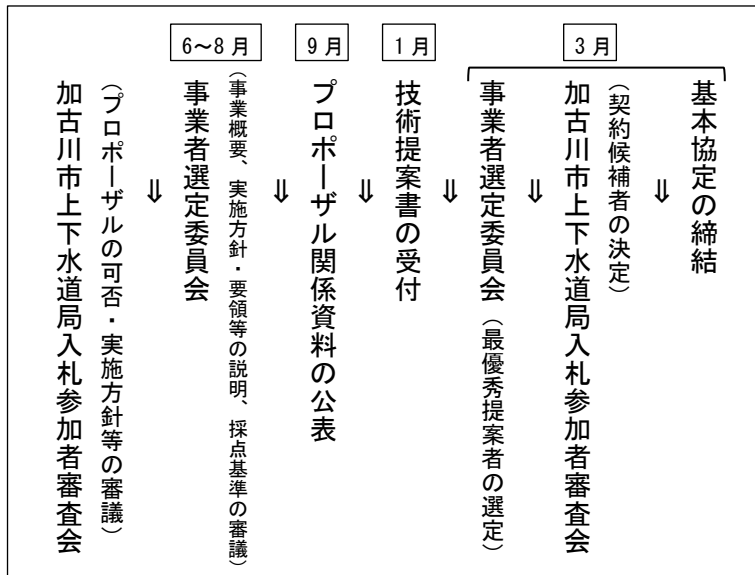 加古川市上下水道局入札参加者審査会
（プロポーザルの可否・実施方針等の審議）
⇓
6～8月
事業者選定委員会
（事業概要、実施方針・要領等の説明、採点基準の審議）
⇓
9月
プロポーザル関係資料の公表
⇓
1月
技術提案書の受付
⇓
3月
事業者選定委員会（最優秀提案者の選定）
⇓
加古川市上下水道局入札参加者審査会
（契約候補者の決定）
⇓
基本協定の締結